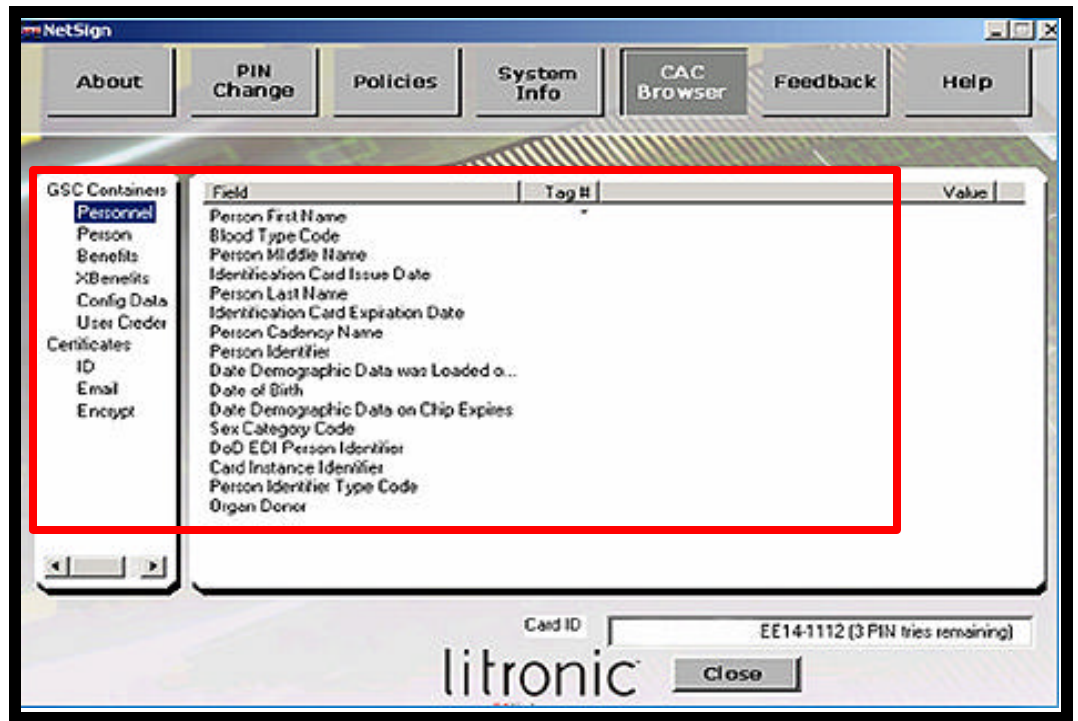 NetSign
About
PIN Change
Policies
System Info
CAC Browser
Feedback
Help
GSC Containers
Personnel
Person
Benefits
XBenefits
Config Data
User Creder
Certificates
ID
Email
Encrypt
Field Tag # Value
Person First Name
Blood Type Code
Person Middle Name
Identification Card Issue Date
Person Last Name
Identification Card Expiration Date
Person Cadency Name
Person Identifier
Date Demographic Data was Loaded o...
Date of Birth
Date Demographic Data on Chip Expires
Sex Category Code
DoD EDI Person Identifier
Card Instance Identifier
Person Identifier Type Code
Organ Donor
Card ID EE14-1112 (3 PIN tries remaining)
litronic Close